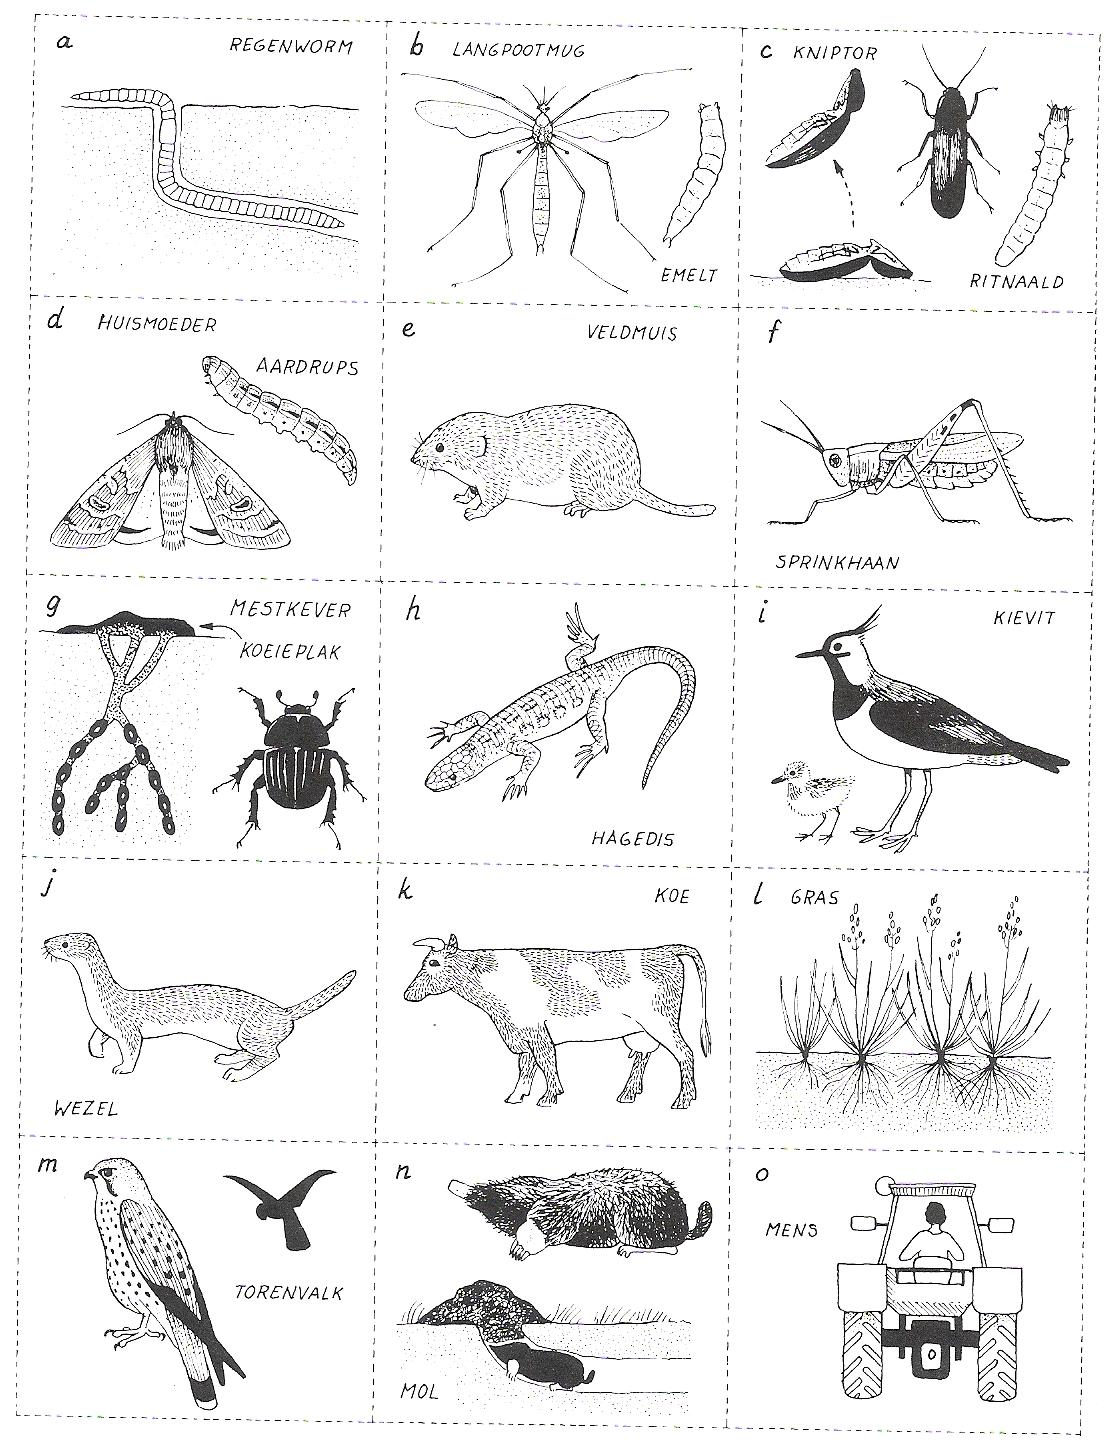 a REGENWORM
b LANGPOOTMUG
EMELT
c KNIPTOR
RITNAALD
d HUISMOEDER
AARDRUPS
e VELDMUIS
f
SPRINKHAAN
g MESTKEVER
KOEIEPLAK
h
HAGEDIS
i KIEVIT
j
WEZEL
k KOE
l GRAS
m
TORENVALK
n
MOL
o
MENS